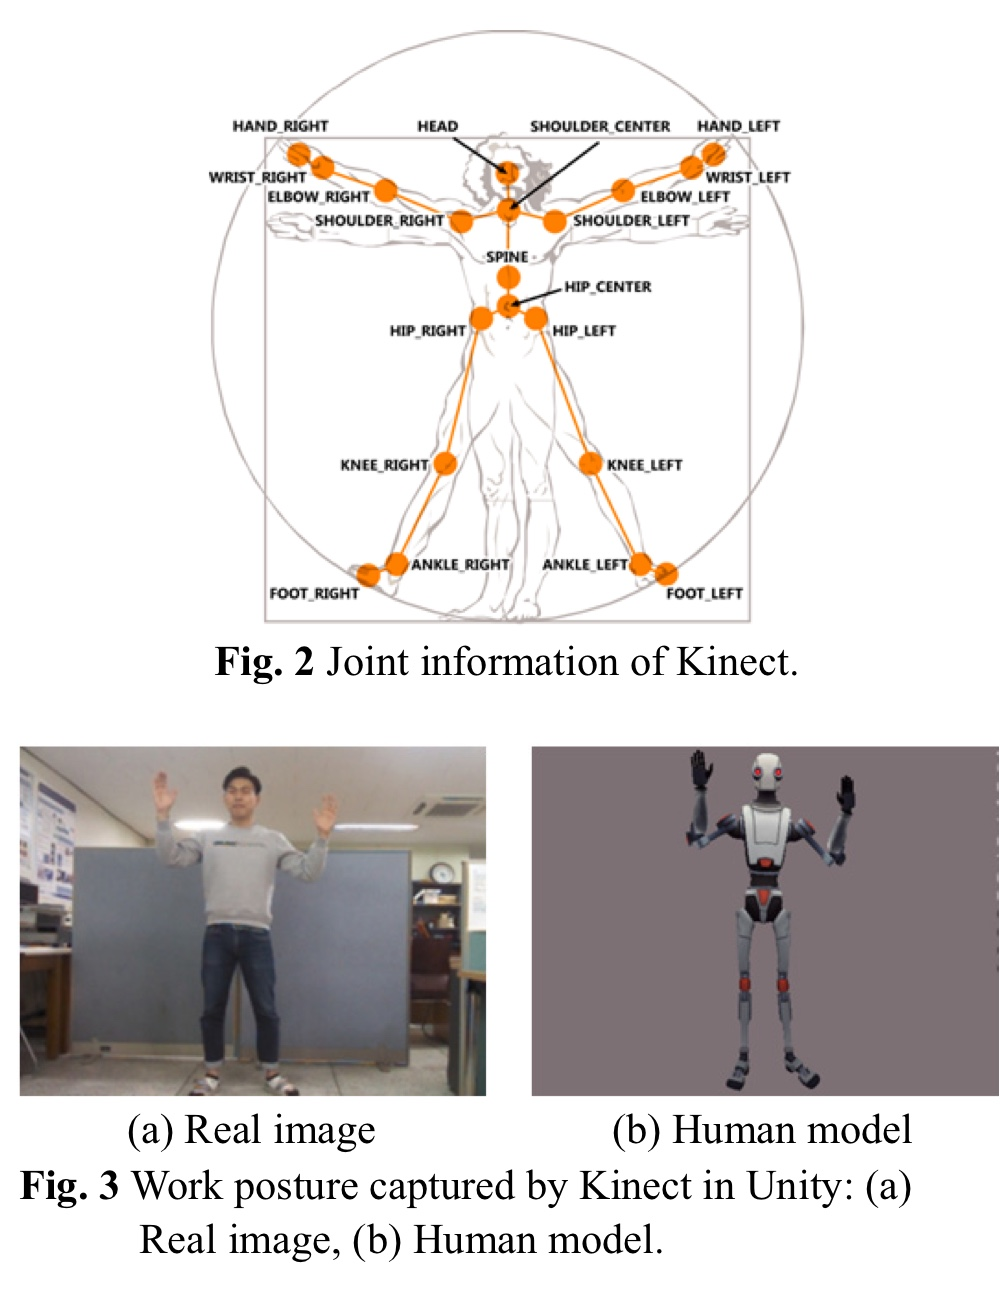 HAND_RIGHT HEAD SHOULDER_CENTER HAND_LEFT
WRIST_RIGHT WRIST_LEFT
ELBOW_RIGHT ELBOW_LEFT
SHOULDER_RIGHT SHOULDER_LEFT
SPINE
HIP_CENTER
HIP_RIGHT HIP_LEFT
KNEE_RIGHT KNEE_LEFT
ANKLE_RIGHT ANKLE_LEFT
FOOT_RIGHT FOOT_LEFT
Fig. 2 Joint information of Kinect.
(a) Real image (b) Human model
Fig. 3 Work posture captured by Kinect in Unity: (a)
Real image, (b) Human model.